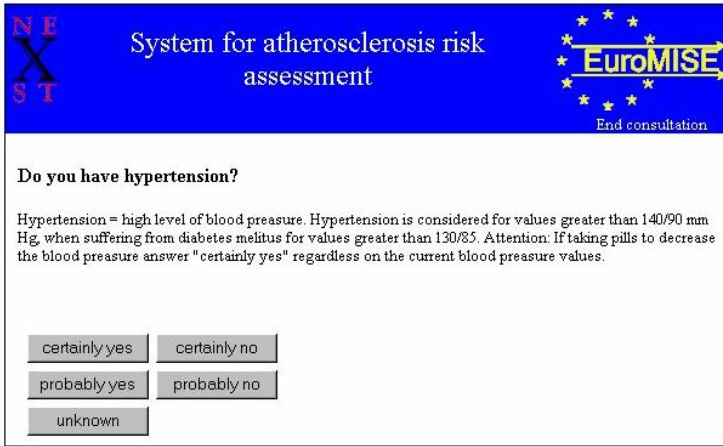 N E
X
S T
System for atherosclerosis risk
assessment
EuroMISE
End consultation
Do you have hypertension?
Hypertension = high level of blood preasure. Hypertension is considered for values greater than 140/90 mm
Hg, when suffering from diabetes melitus for values greater than 130/85. Attention: If taking pills to decrease
the blood preasure answer "certainly yes" regardless on the current blood preasure values.
certainly yes certainly no
probably yes probably no
unknown